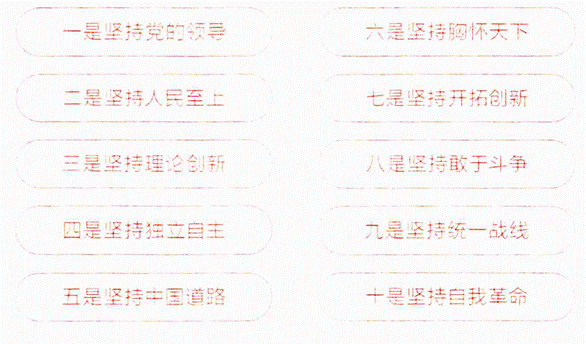 一是坚持党的领导
二是坚持人民至上
三是坚持理论创新
四是坚持独立自主
五是坚持中国道路
六是坚持胸怀天下
七是坚持开拓创新
八是坚持敢于斗争
九是坚持统一战线
十是坚持自我革命